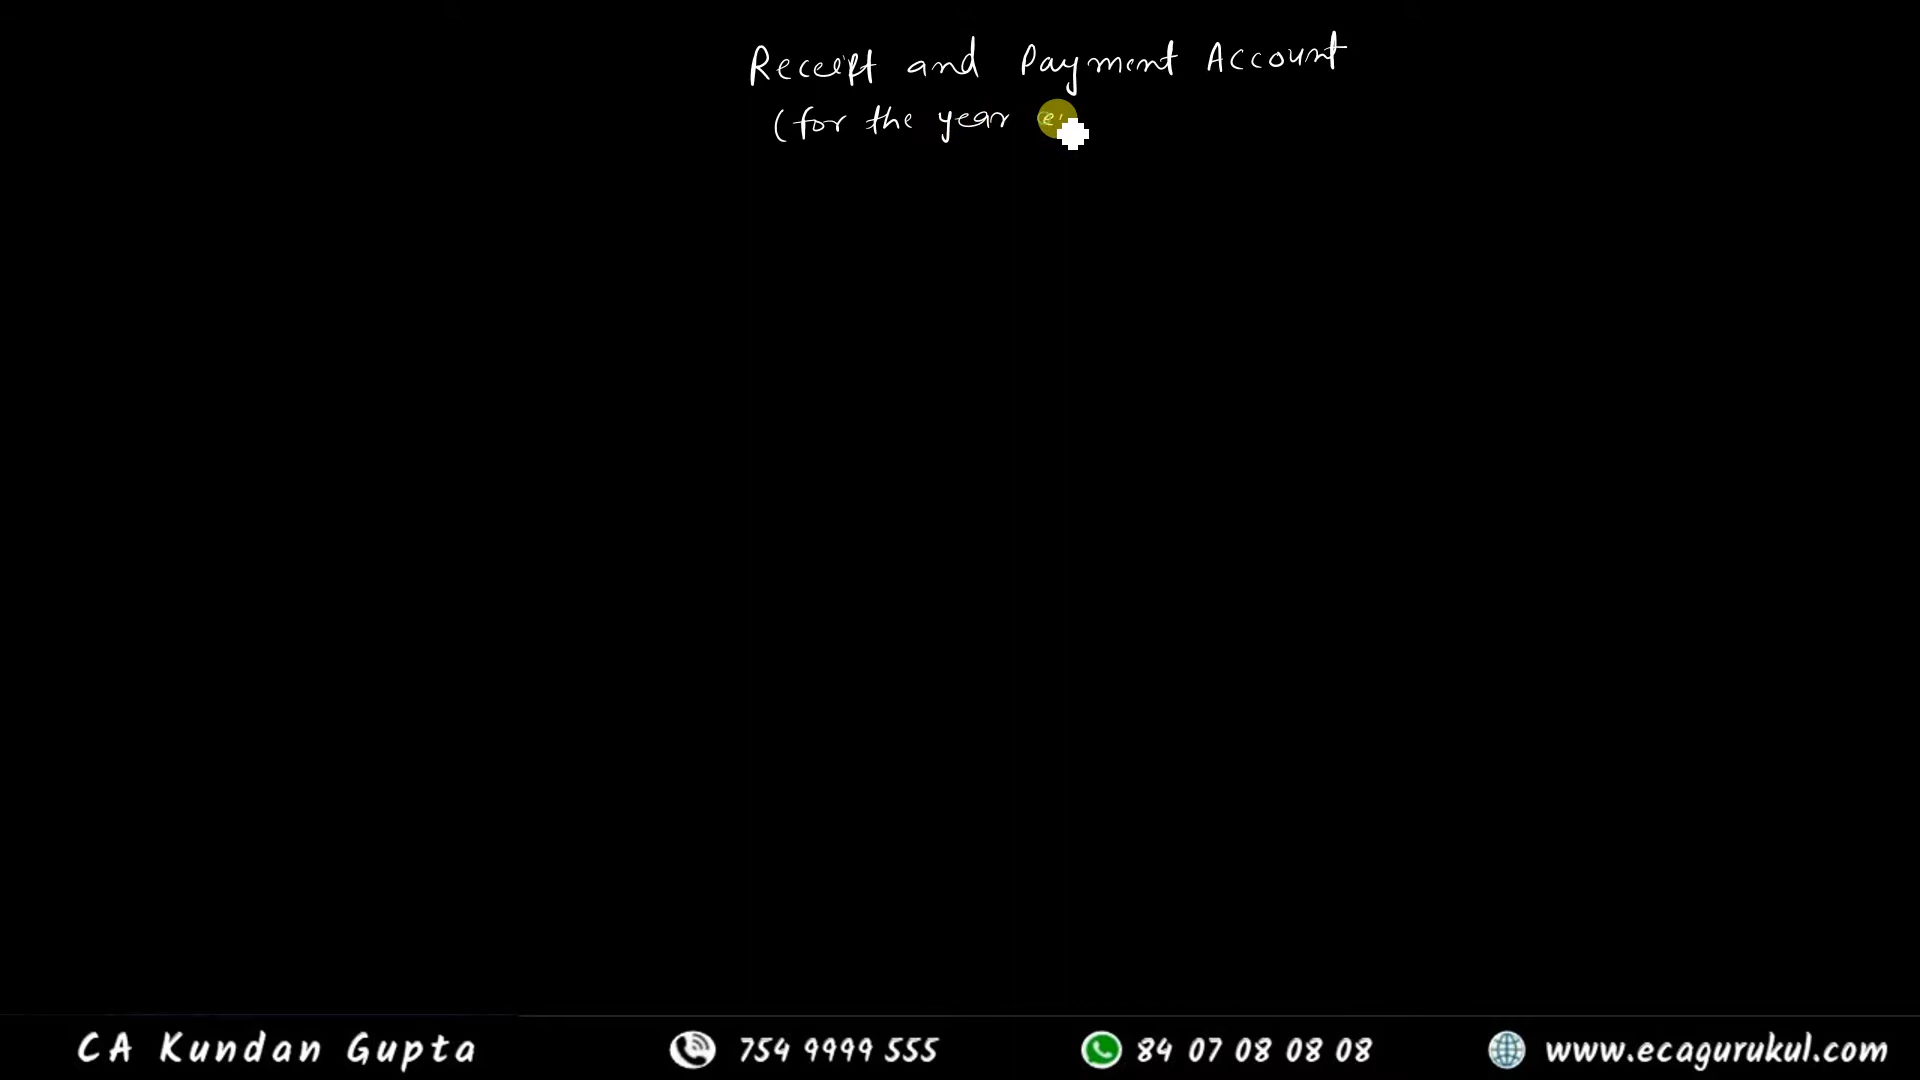 Receipt and Payment Account
(for the year
CA Kundan Gupta 754 9999 555 84 07 08 08 08 www.ecagurukul.com